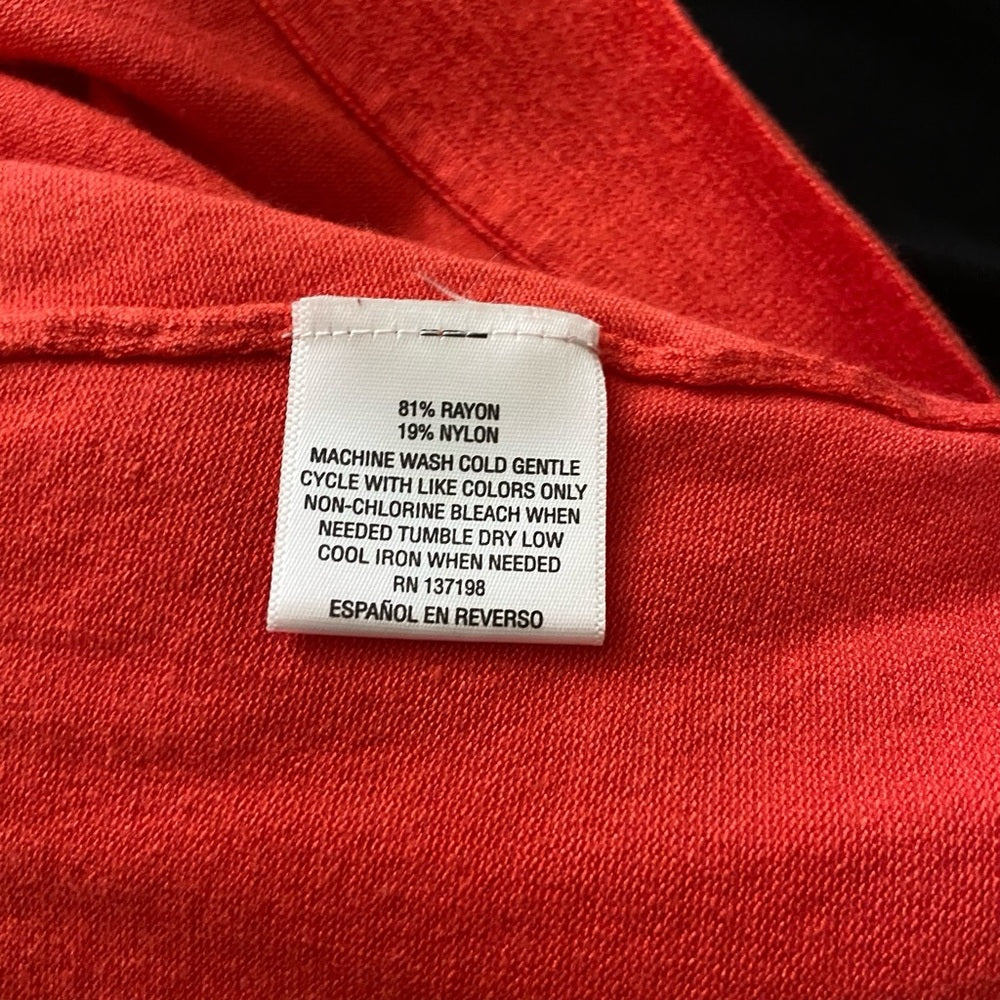 81% RAYON
19% NYLON
MACHINE WASH COLD GENTLE
CYCLE WITH LIKE COLORS ONLY
NON-CHLORINE BLEACH WHEN
NEEDED TUMBLE DRY LOW
COOL IRON WHEN NEEDED
RN 137198
ESPAÑOL EN REVERSO